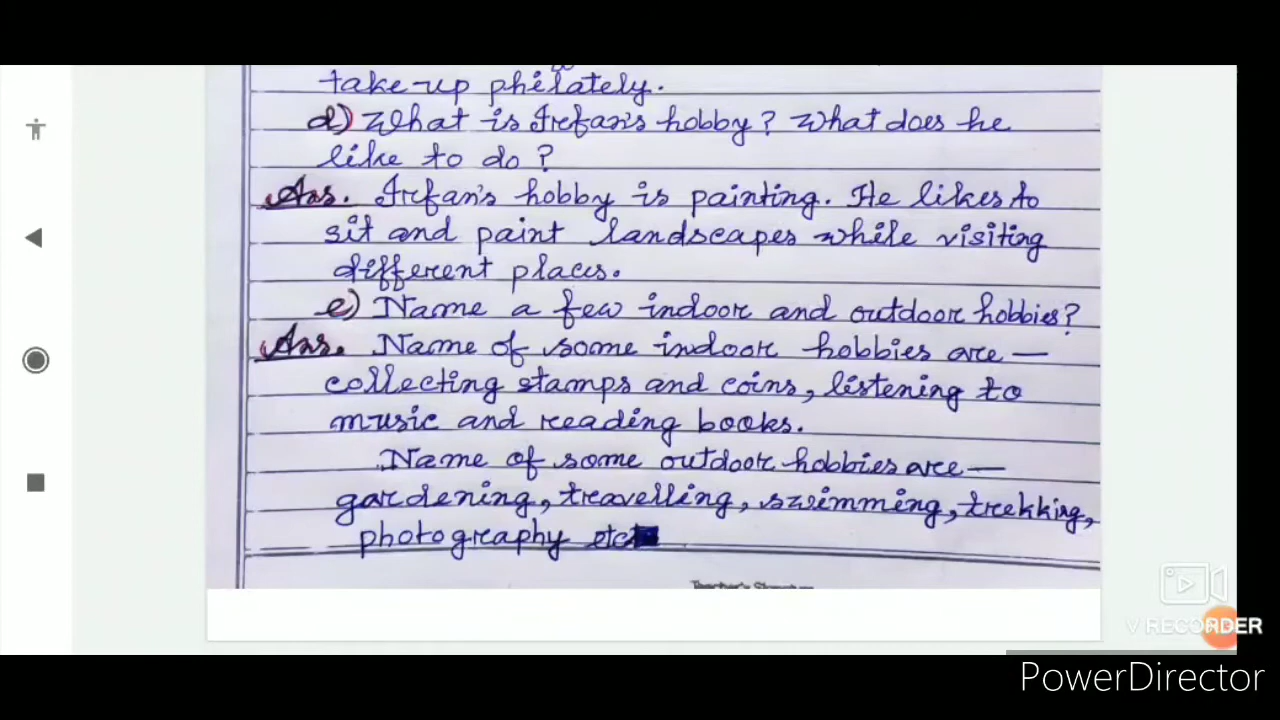 take-up philately.
d) What is Irefan's hobby? What does he
like to do?
Ans. Irefan's hobby is painting. He likes to
sit and paint landscapes while visiting
different places.
e) Name a few indoor and outdoor hobbies?
Ans. Name of some indoor hobbies are —
collecting stamps and coins, listening to
music and reading books.
Name of some outdoor hobbies are —
gardening, travelling, swimming, trekking,
photography etc
V RECORDER
PowerDirector